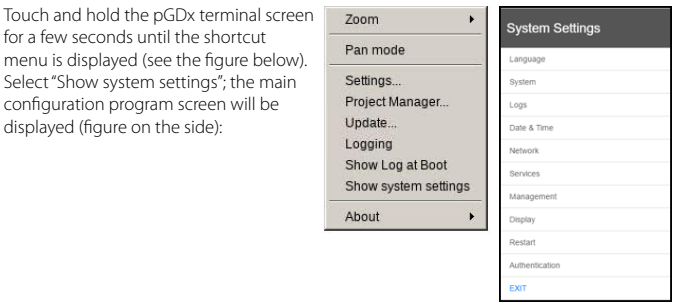 Touch and hold the pGDx terminal screen
for a few seconds until the shortcut
menu is displayed (see the figure below).
Select “Show system settings”; the main
configuration program screen will be
displayed (figure on the side):
Zoom
Pan mode
Settings...
Project Manager...
Update...
Logging
Show Log at Boot
Show system settings
About
System Settings
Language
System
Logs
Date & Time
Network
Services
Management
Display
Restart
Authentication
EXIT